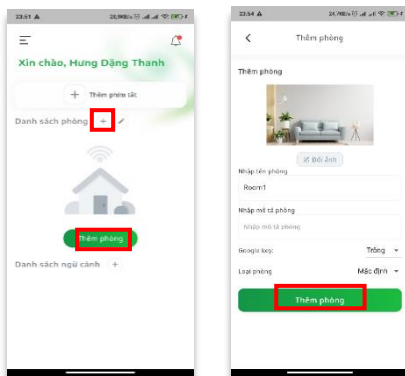 23:51
Xin chào, Hưng Đặng Thanh
+ Thêm phím tắt
Danh sách phòng +
Thêm phòng
Danh sách ngữ cảnh +
23:54
Thêm phòng
Thêm phòng
Đổi ảnh
Nhập tên phòng
Room1
Nhập mô tả phòng
Nhập mô tả phòng
Google key: Trống
Loại phòng Mặc định
Thêm phòng